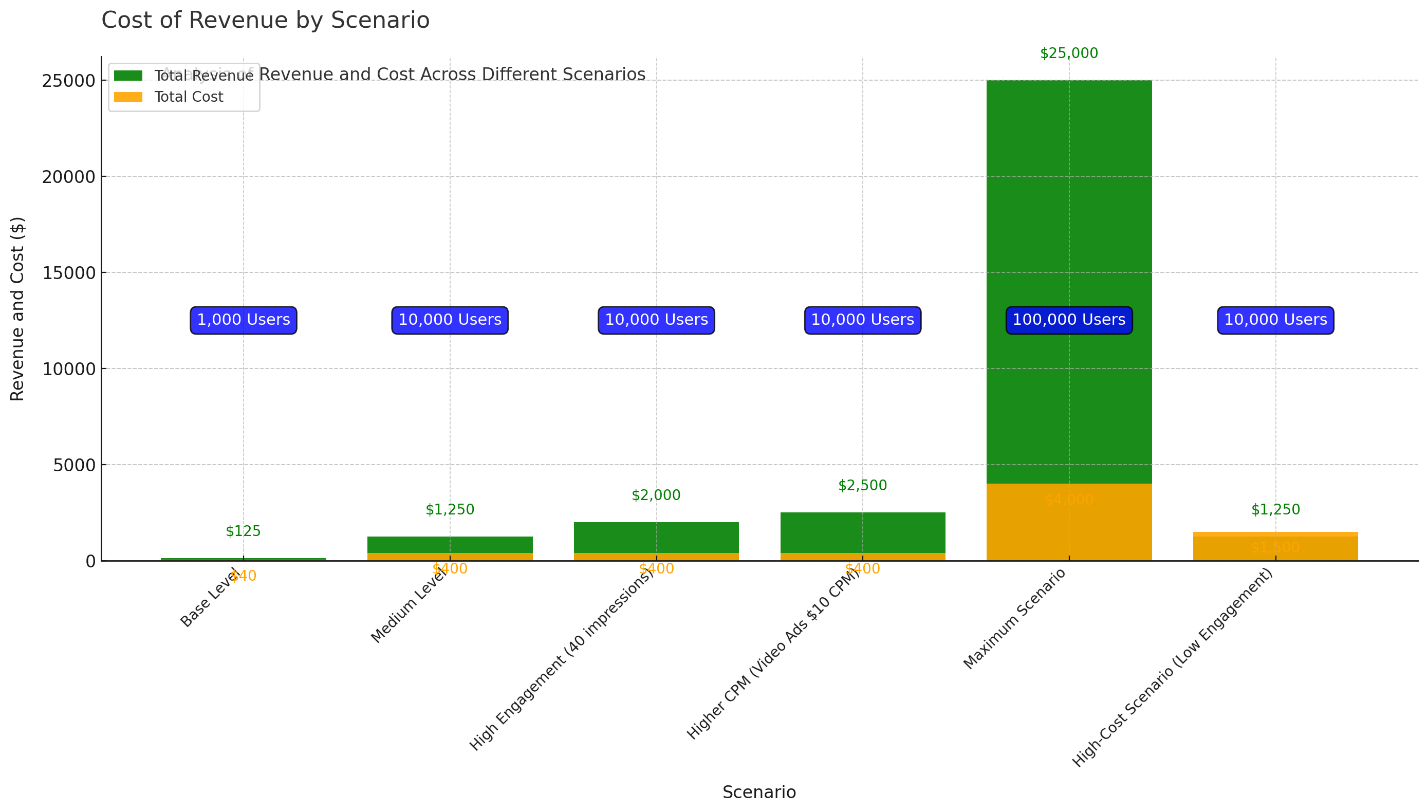 Cost of Revenue by Scenario
Analysis of Revenue and Cost Across Different Scenarios
Total Revenue
Total Cost
Revenue and Cost ($)
25000
20000
15000
10000
5000
0
$25,000
1,000 Users
10,000 Users
10,000 Users
10,000 Users
100,000 Users
10,000 Users
$125
$1,250
$2,000
$2,500
$4,000
$1,250
$1,500
$40
$400
$400
$400
Base Level
Medium Level
High Engagement (40 impressions)
Higher CPM (Video Ads $10 CPM)
Maximum Scenario
High-Cost Scenario (Low Engagement)
Scenario